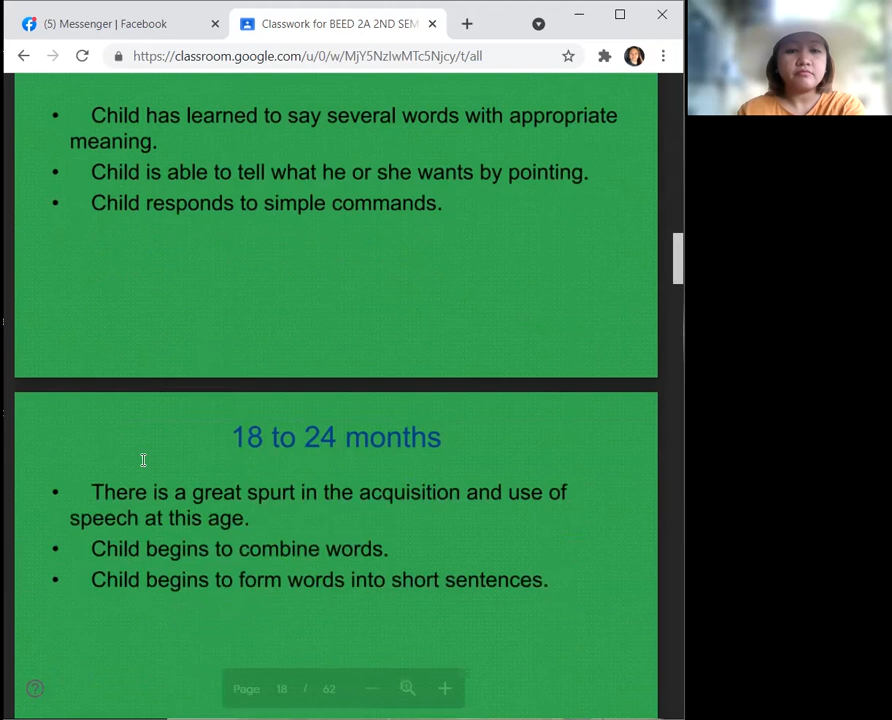 (5) Messenger | Facebook
Classwork for BEED 2A 2ND SEM
https://classroom.google.com/u/0/w/MjY5NzIwMTc5Njcy/t/all
• Child has learned to say several words with appropriate
meaning.
• Child is able to tell what he or she wants by pointing.
• Child responds to simple commands.
18 to 24 months
• There is a great spurt in the acquisition and use of
speech at this age.
• Child begins to combine words.
• Child begins to form words into short sentences.
Page 18 / 62